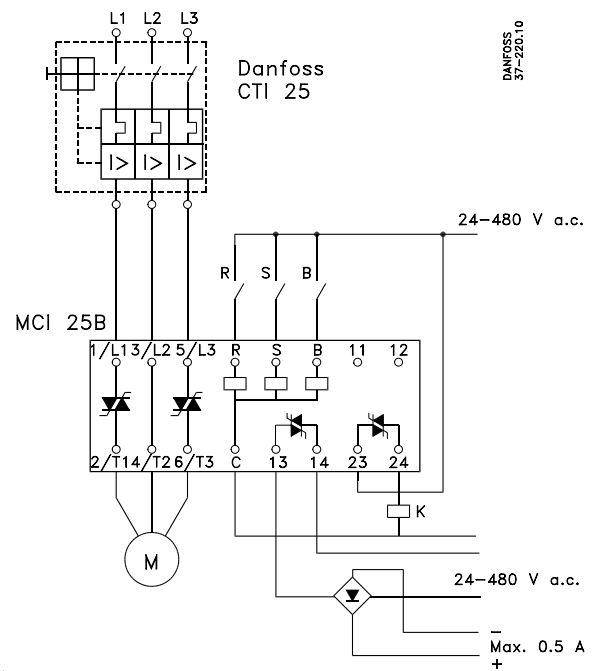 L1 L2 L3
DANFOSS
37-220.10
Danfoss
CTI 25
I> I> I>
24-480 V a.c.
R S B
MCI 25B
1/L1 3/L2 5/L3 R S B 11 12
2/T1 4/T2 6/T3 C 13 14 23 24
K
M
24-480 V a.c.
-
Max. 0.5 A
+